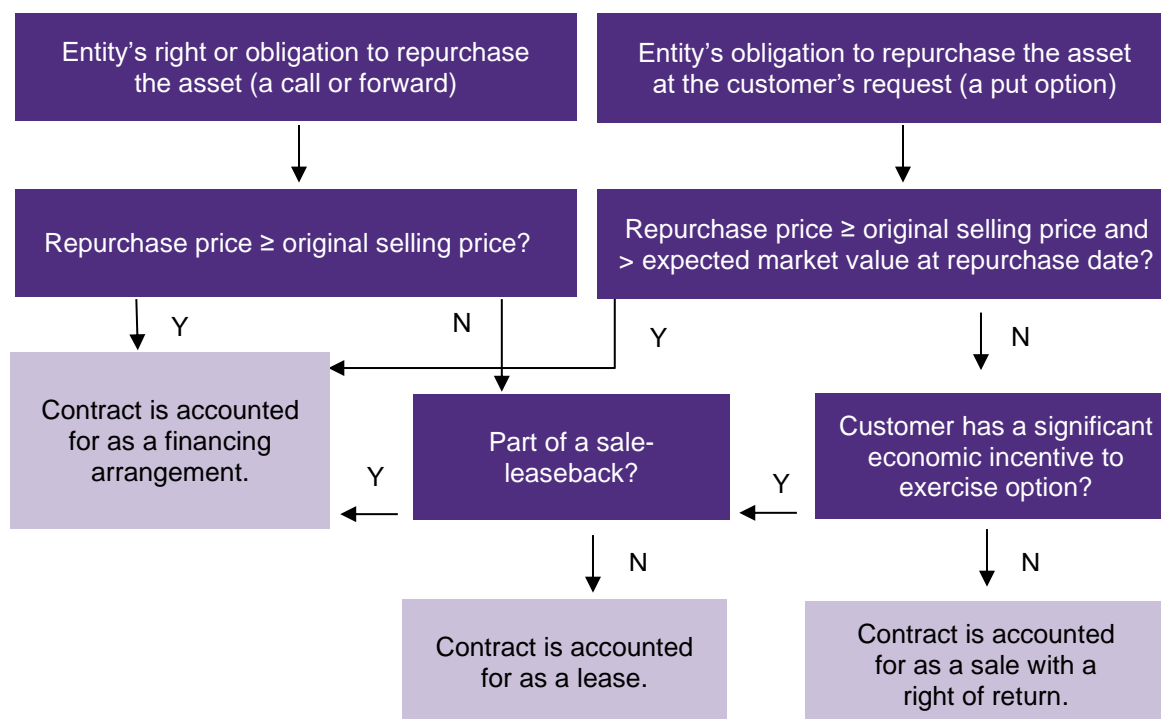 Entity’s right or obligation to repurchase
the asset (a call or forward)
Entity’s obligation to repurchase the asset
at the customer’s request (a put option)
Repurchase price ≥ original selling price?
Repurchase price ≥ original selling price and
> expected market value at repurchase date?
Y
N
Y
N
Contract is accounted
for as a financing
arrangement.
Part of a sale-
leaseback?
Customer has a significant
economic incentive to
exercise option?
Y
Y
N
N
Contract is accounted
for as a lease.
Contract is accounted
for as a sale with a
right of return.